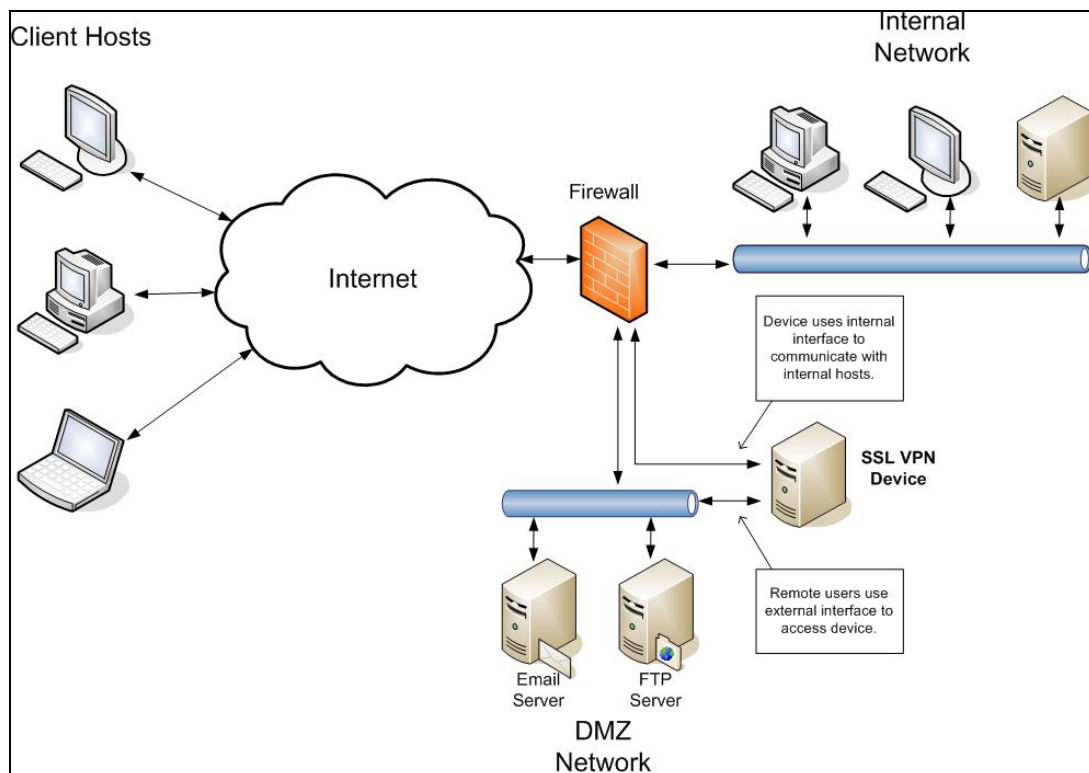 Client Hosts
Internal
Network
Firewall
Internet
Device uses internal
interface to
communicate with
internal hosts.
SSL VPN
Device
Remote users use
external interface to
access device.
Email
Server
FTP
Server
DMZ
Network